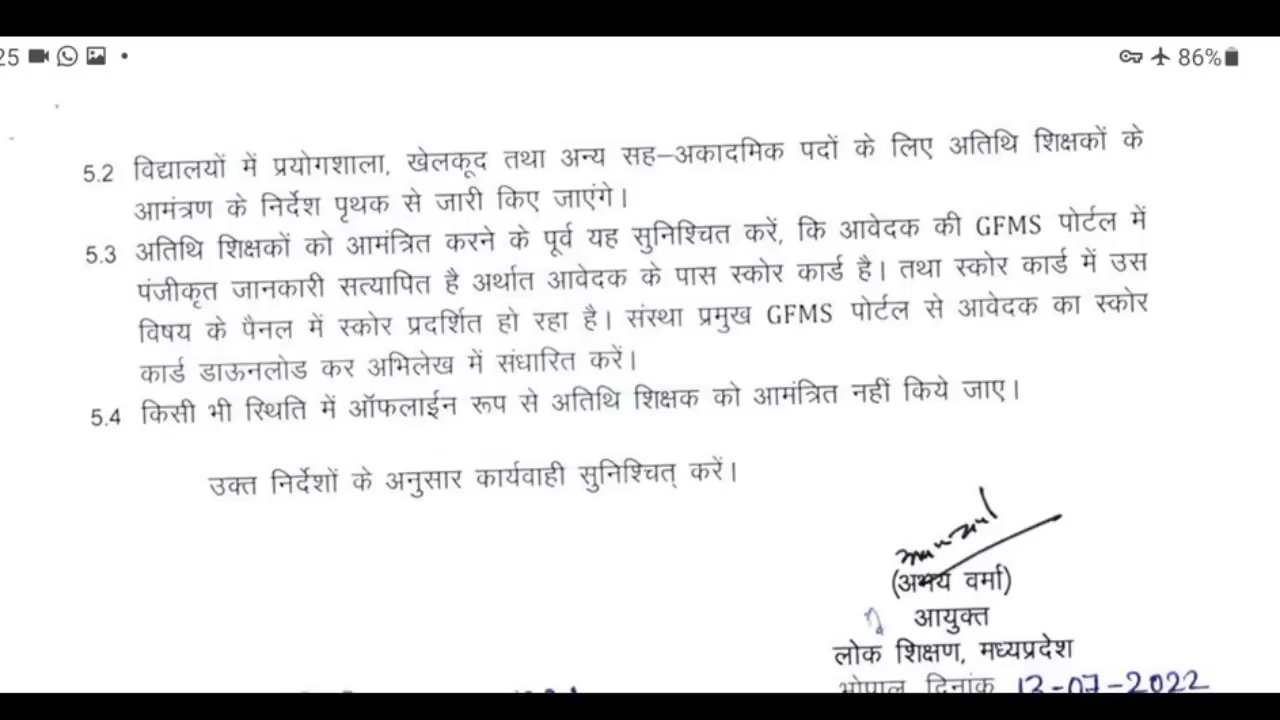 25
86%
5.2 विद्यालयों में प्रयोगशाला, खेलकूद तथा अन्य सह–अकादमिक पदों के लिए अतिथि शिक्षकों के
आमंत्रण के निर्देश पृथक से जारी किए जाएंगे।
5.3 अतिथि शिक्षकों को आमंत्रित करने के पूर्व यह सुनिश्चित करें, कि आवेदक की GFMS पोर्टल में
पंजीकृत जानकारी सत्यापित है अर्थात आवेदक के पास स्कोर कार्ड है। तथा स्कोर कार्ड में उस
विषय के पैनल में स्कोर प्रदर्शित हो रहा है। संस्था प्रमुख GFMS पोर्टल से आवेदक का स्कोर
कार्ड डाऊनलोड कर अभिलेख में संधारित करें।
5.4 किसी भी स्थिति में ऑफलाईन रूप से अतिथि शिक्षक को आमंत्रित नहीं किये जाए।
उक्त निर्देशों के अनुसार कार्यवाही सुनिश्चित् करें।
(अभय वर्मा)
आयुक्त
लोक शिक्षण, मध्यप्रदेश
भोपाल दिनांक 13-07-2022